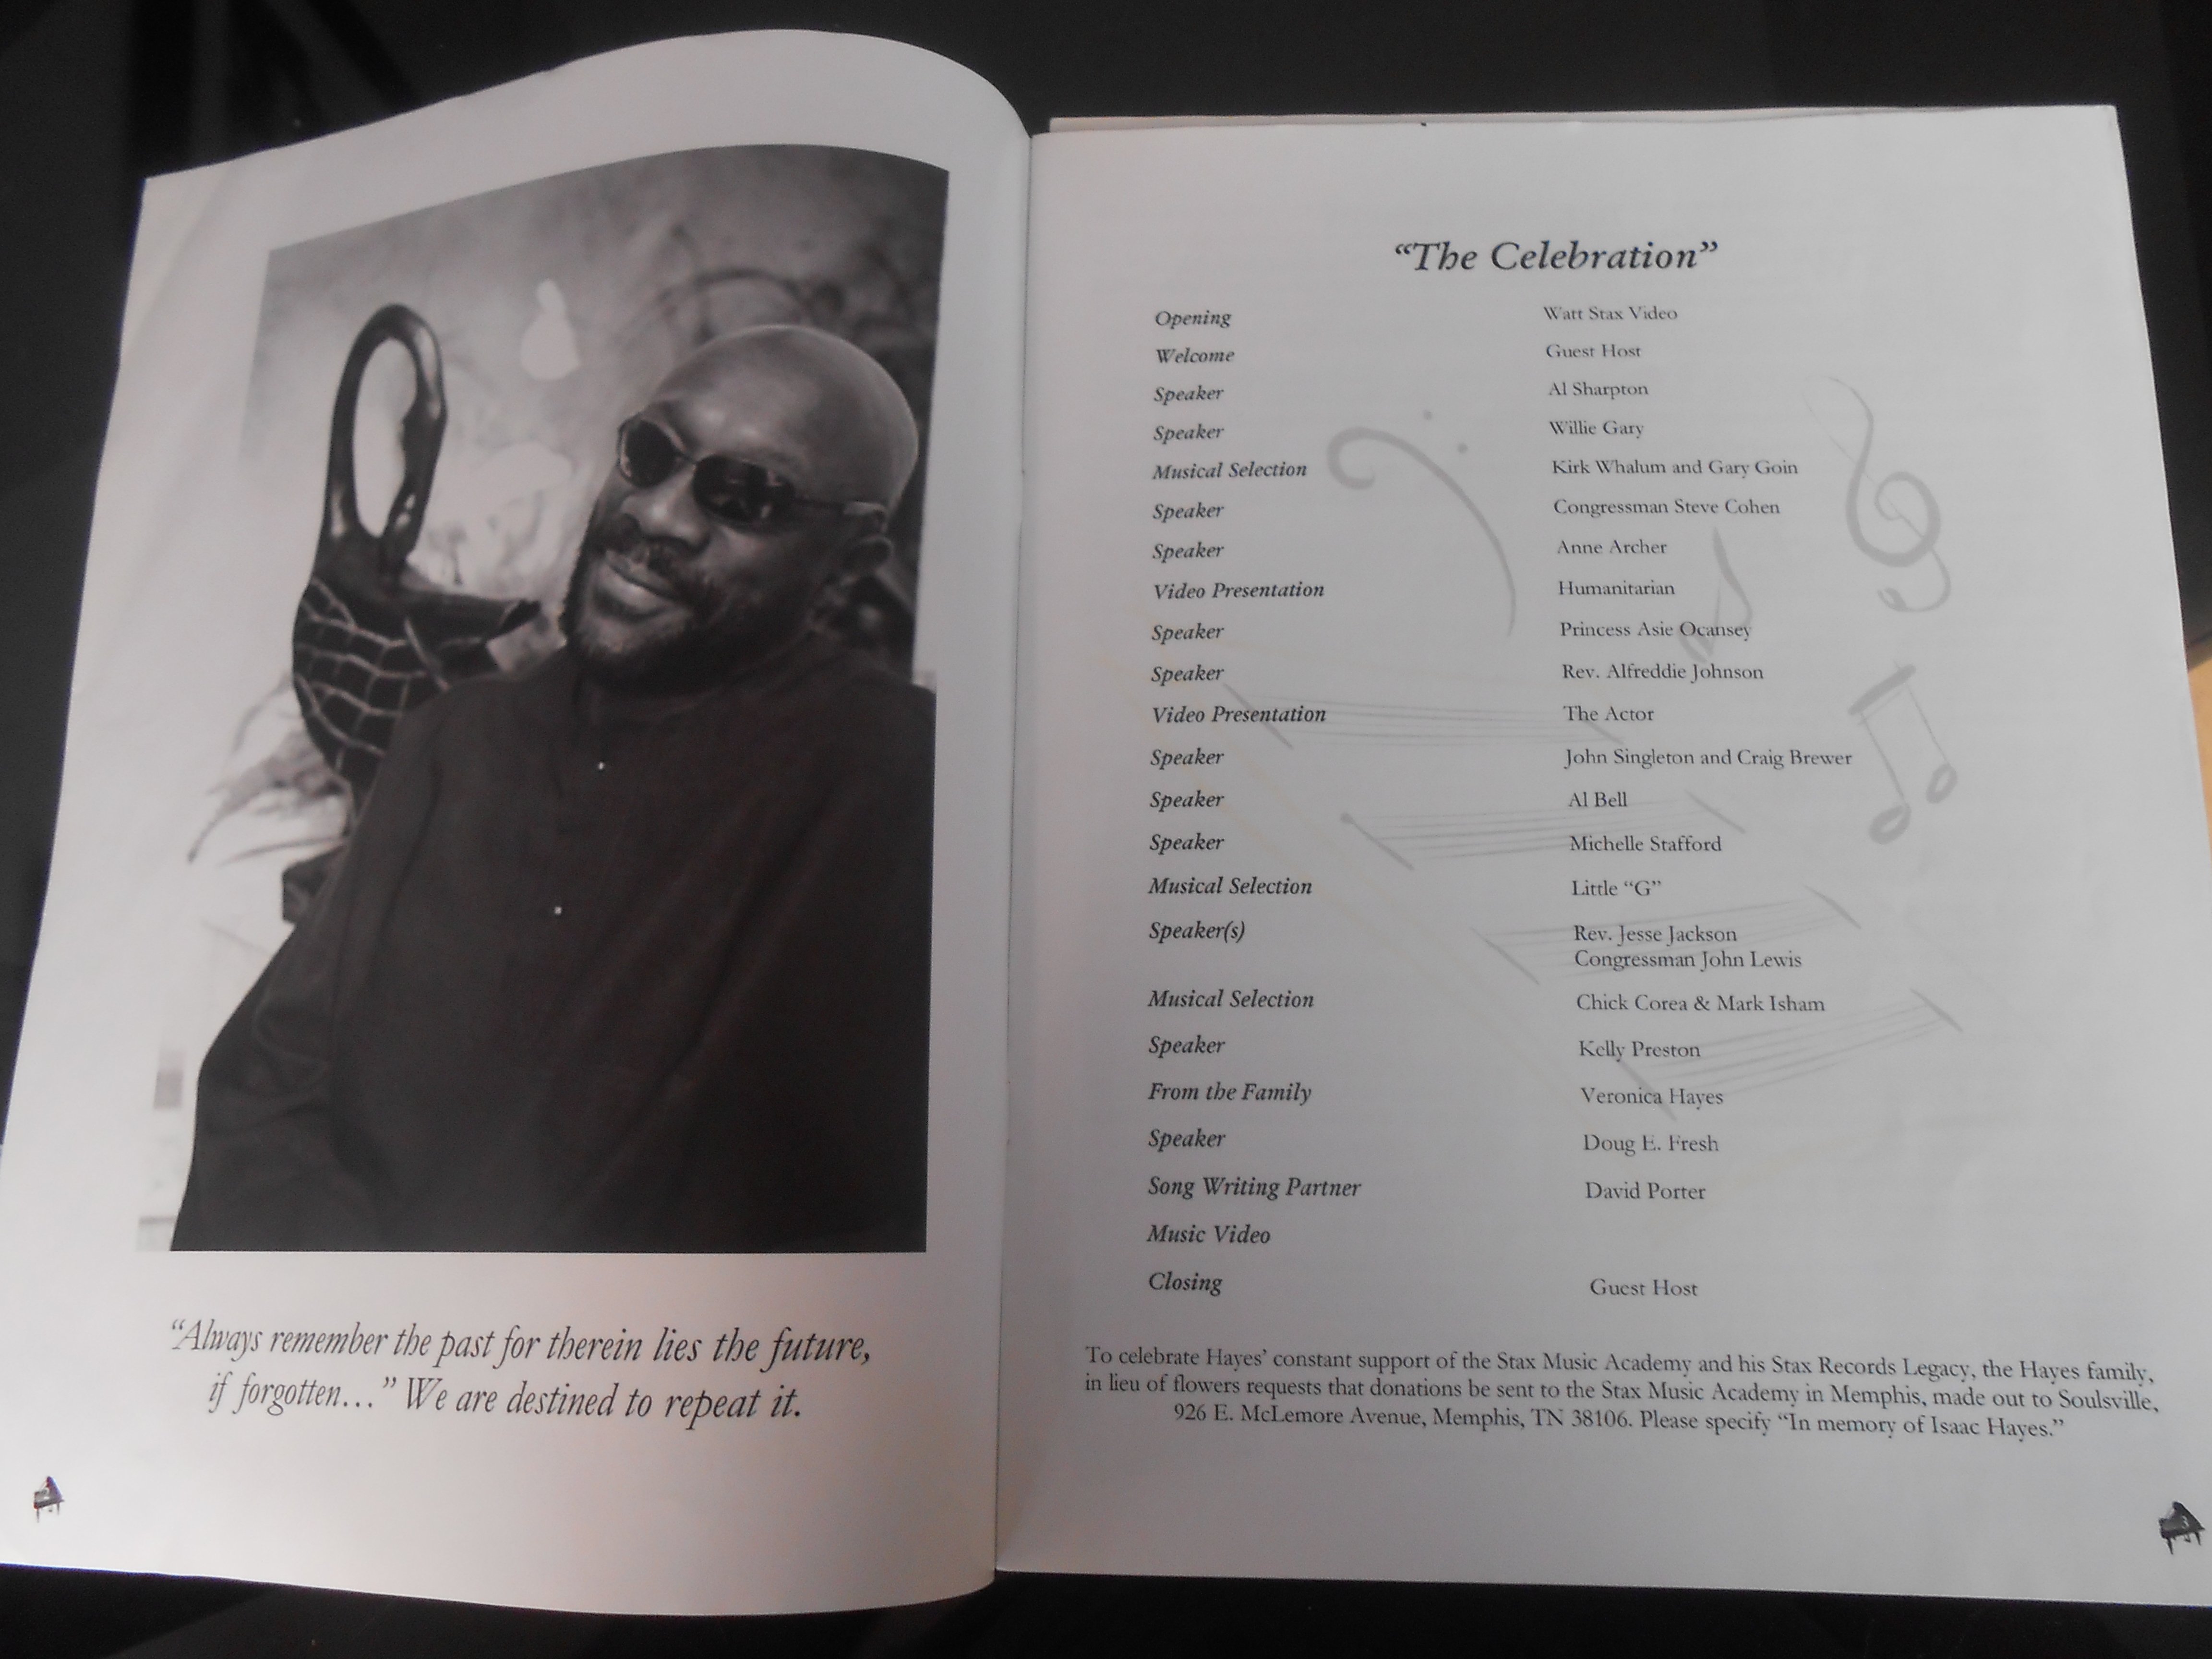 “Always remember the past for therein lies the future,
if forgotten…” We are destined to repeat it.
“The Celebration”
Opening Watt Stax Video
Welcome Guest Host
Speaker Al Sharpton
Speaker Willie Gary
Musical Selection Kirk Whalum and Gary Goin
Speaker Congressman Steve Cohen
Speaker Anne Archer
Video Presentation Humanitarian
Speaker Princess Asie Ocansey
Speaker Rev. Alfreddie Johnson
Video Presentation The Actor
Speaker John Singleton and Craig Brewer
Speaker Al Bell
Speaker Michelle Stafford
Musical Selection Little “G”
Speaker(s) Rev. Jesse Jackson
Congressman John Lewis
Musical Selection Chick Corea & Mark Isham
Speaker Kelly Preston
From the Family Veronica Hayes
Speaker Doug E. Fresh
Song Writing Partner David Porter
Music Video
Closing Guest Host
To celebrate Hayes’ constant support of the Stax Music Academy and his Stax Records Legacy, the Hayes family,
in lieu of flowers requests that donations be sent to the Stax Music Academy in Memphis, made out to Soulsville,
926 E. McLemore Avenue, Memphis, TN 38106. Please specify “In memory of Isaac Hayes.”
3